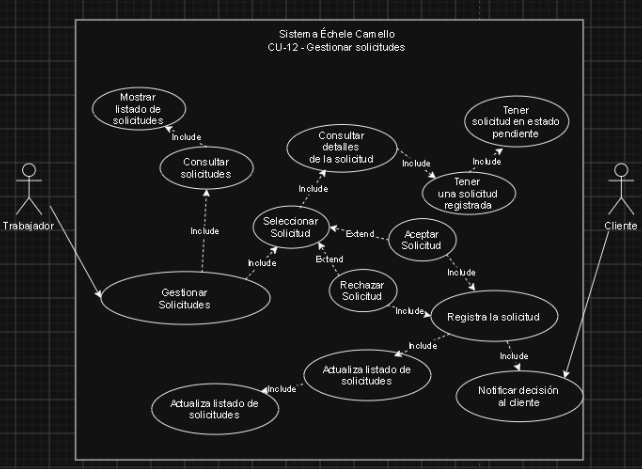 Sistema Échele Camello
CU-12 - Gestionar solicitudes
Mostrar
listado de
solicitudes
Include
Consultar
solicitudes
Consultar
detalles
de la solicitud
Include
Tener
solicitud en estado
pendiente
Include
Tener
una solicitud
registrada
Trabajador
Cliente
Include
Include
Seleccionar
Solicitud
Extend
Aceptar
Solicitud
Include
Include
Extend
Gestionar
Solicitudes
Rechazar
Solicitud
Include
Registra la solicitud
Include
Include
Actualiza listado de
solicitudes
Include
Actualiza listado de
solicitudes
Notificar decisión
al cliente